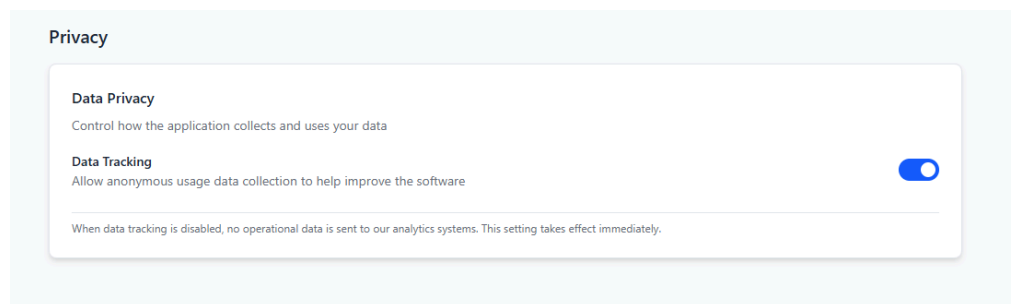 Privacy
Data Privacy
Control how the application collects and uses your data
Data Tracking
Allow anonymous usage data collection to help improve the software
When data tracking is disabled, no operational data is sent to our analytics systems. This setting takes effect immediately.